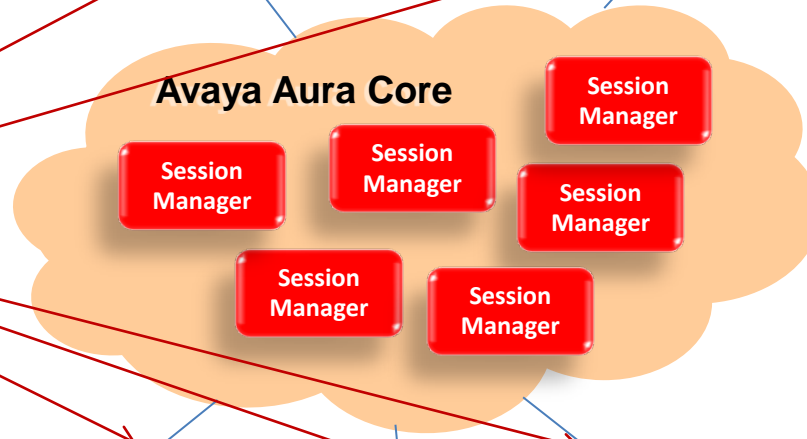 Avaya Aura Core
Session
Manager
Session
Manager
Session
Manager
Session
Manager
Session
Manager
Session
Manager